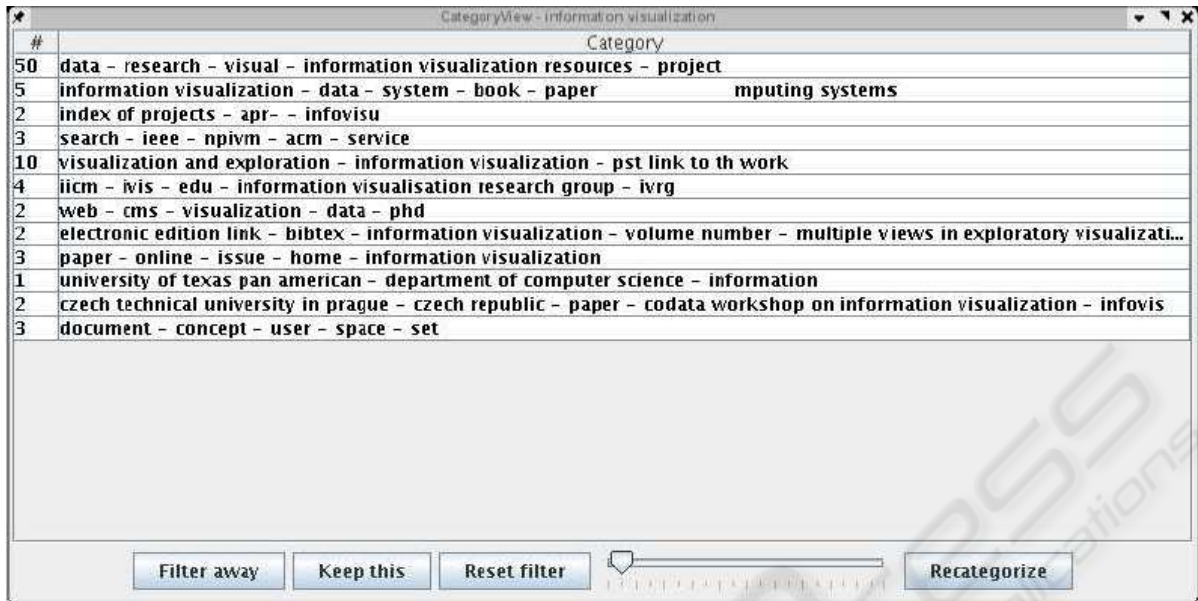 CategoryView - information visualization
# Category
50 data - research - visual - information visualization resources - project
5 information visualization - data - system - book - paper mputing systems
2 index of projects - apr- - infovisu
3 search - ieee - npivm - acm - service
10 visualization and exploration - information visualization - pst link to th work
4 iicm - ivis - edu - information visualisation research group - ivrg
2 web - cms - visualization - data - phd
2 electronic edition link - bibtex - information visualization - volume number - multiple views in exploratory visualizati...
3 paper - online - issue - home - information visualization
1 university of texas pan american - department of computer science - information
2 czech technical university in prague - czech republic - paper - codata workshop on information visualization - infovis
3 document - concept - user - space - set
Filter away Keep this Reset filter Recategorize